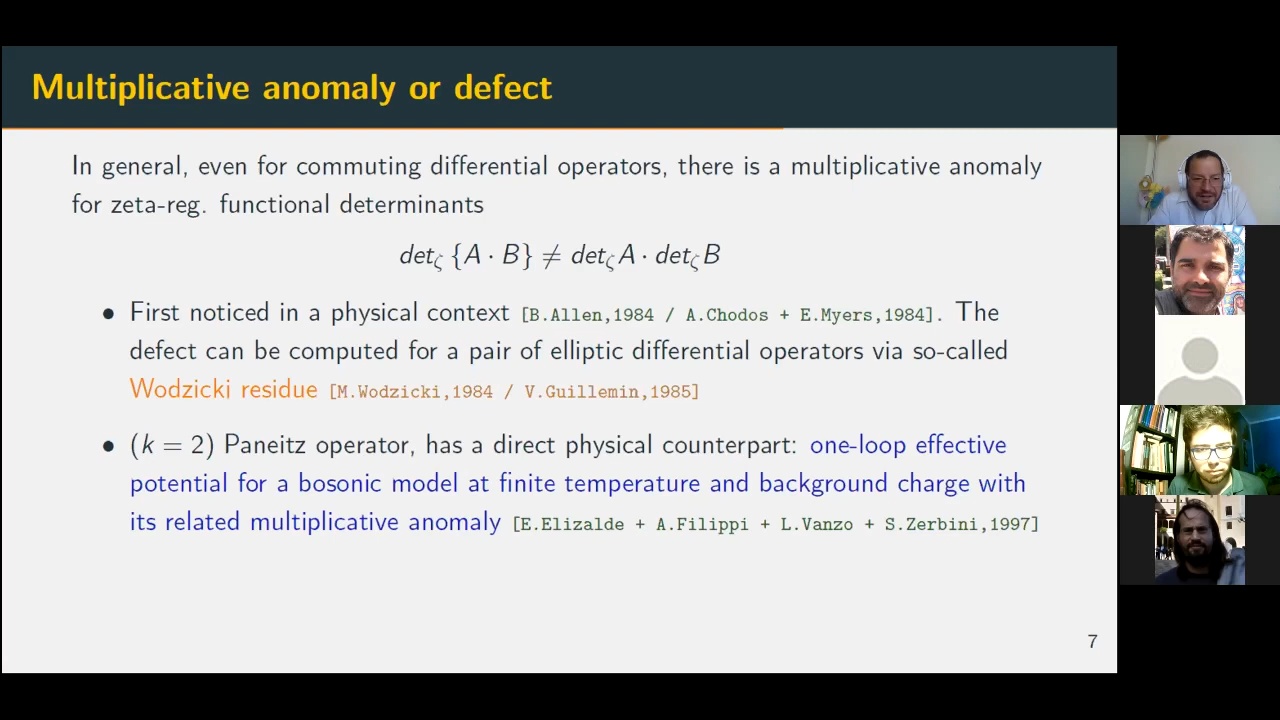 Multiplicative anomaly or defect
In general, even for commuting differential operators, there is a multiplicative anomaly
for zeta-reg. functional determinants
det_ζ {A · B} ≠ det_ζ A · det_ζ B
• First noticed in a physical context [B.Allen,1984 / A.Chodos + E.Myers,1984]. The
defect can be computed for a pair of elliptic differential operators via so-called
Wodzicki residue [M.Wodzicki,1984 / V.Guillemin,1985]
• (k = 2) Paneitz operator, has a direct physical counterpart: one-loop effective
potential for a bosonic model at finite temperature and background charge with
its related multiplicative anomaly [E.Elizalde + A.Filippi + L.Vanzo + S.Zerbini,1997]
7